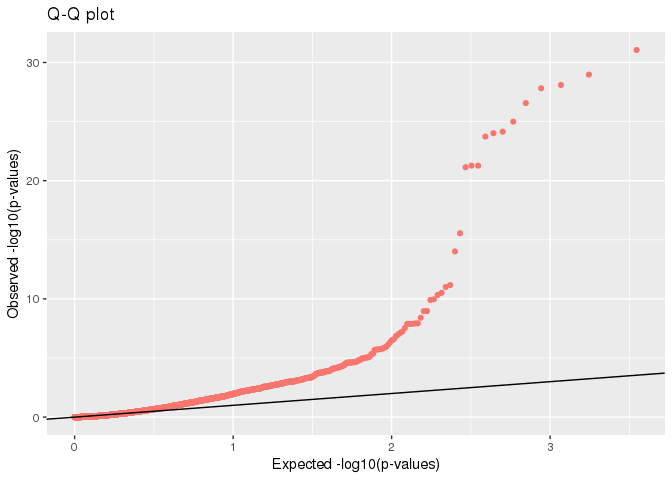 Q-Q plot
Observed -log10(p-values)
30
20
10
0
0 1 2 3
Expected -log10(p-values)